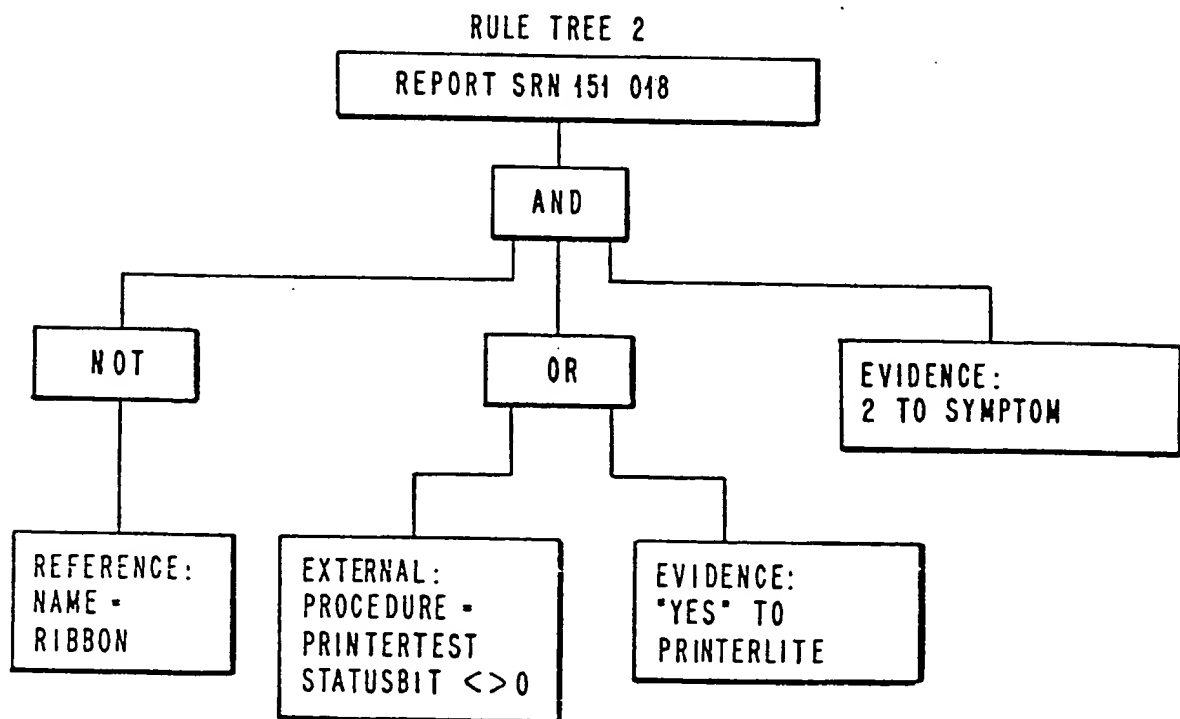 RULE TREE 2
REPORT SRN 151 018
AND
NOT
OR
EVIDENCE:
2 TO SYMPTOM
REFERENCE:
NAME =
RIBBON
EXTERNAL:
PROCEDURE =
PRINTERTEST
STATUSBIT <>0
EVIDENCE:
"YES" TO
PRINTERLITE